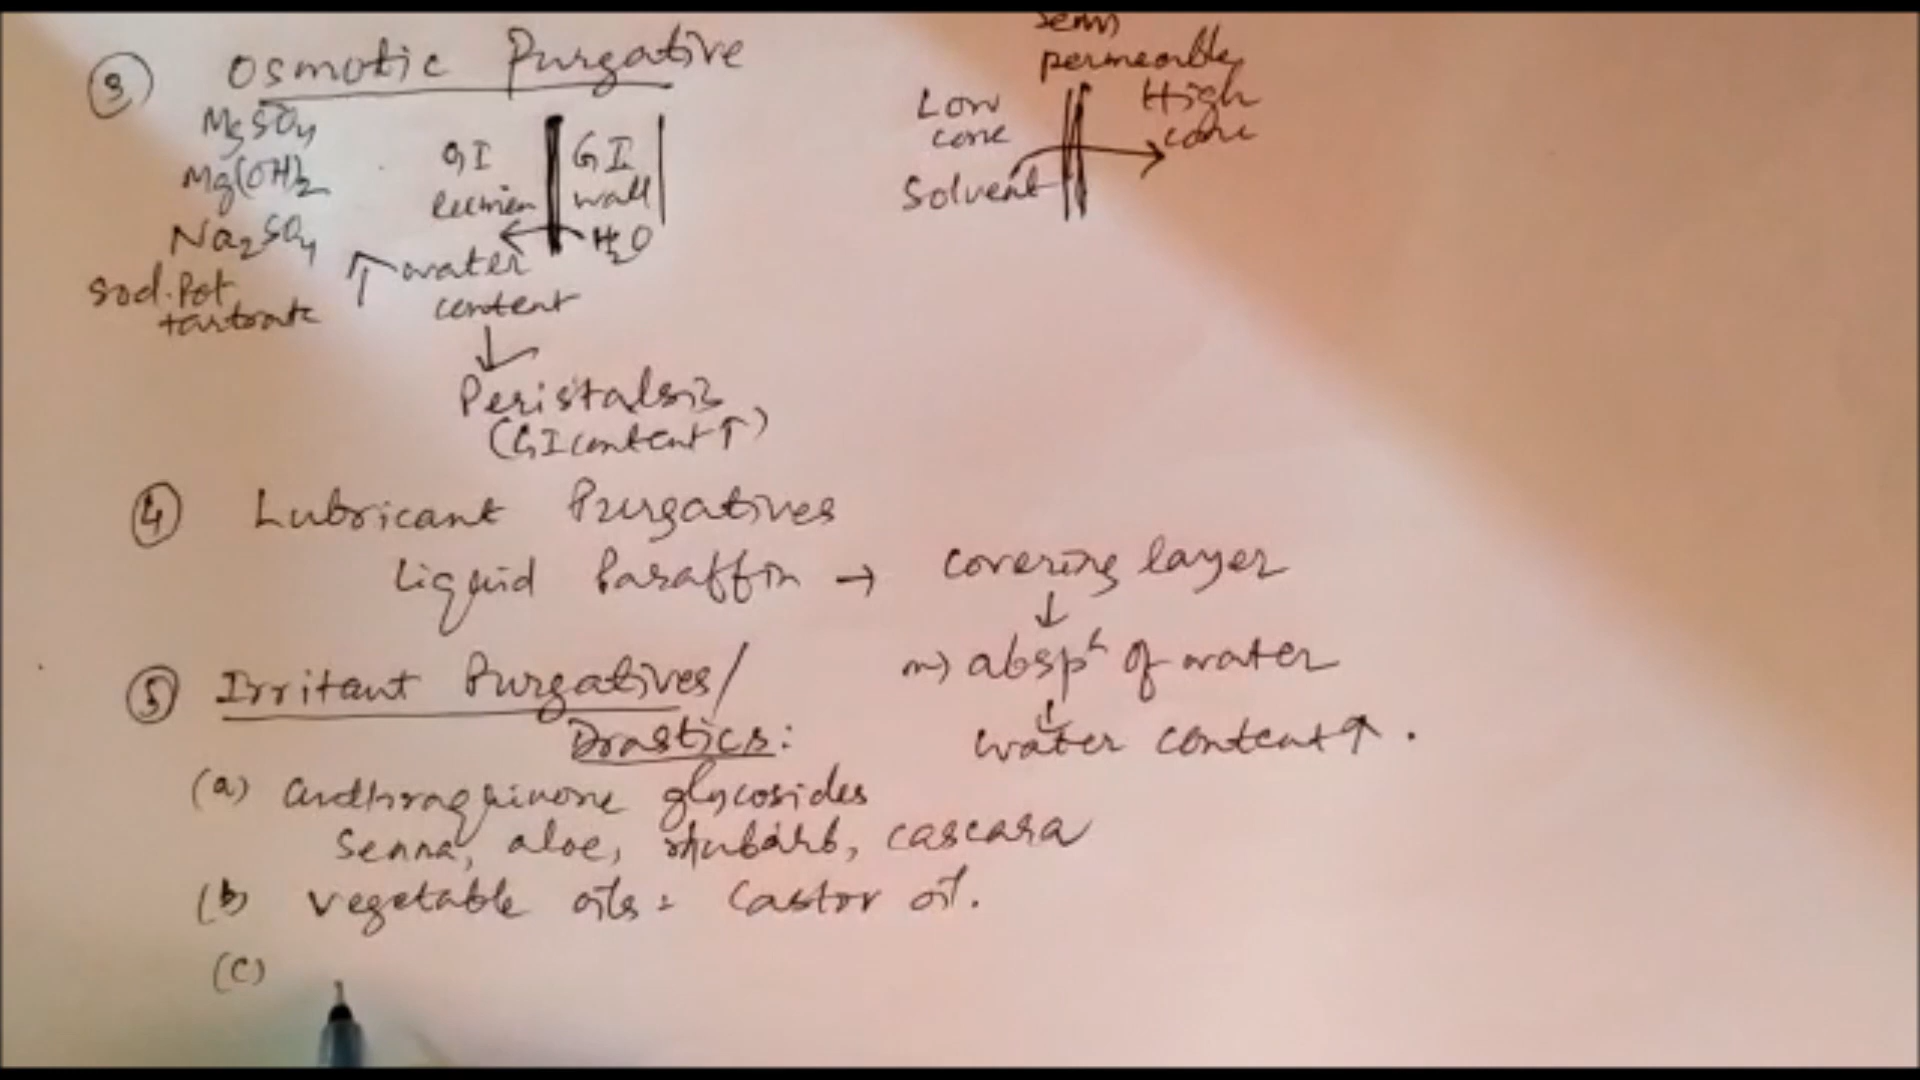 ③ Osmotic Purgative
MgSO4
Mg(OH)2
Na2SO4
Sod. Pot
tartrate
GI
lumen
GI
wall
H2O
↑ water
content
↓
Peristalsis
(GI content ↑)
Semi
permeable
Low
conc
High
conc
Solvent
④ Lubricant Purgatives
Liquid Paraffin → covering layer
↓
abspn of water
↓
water content ↑.
⑤ Irritant Purgatives/
Drastics:
(a) anthraquinone glycosides
Senna, aloe, rhubarb, cascara
(b) vegetable oils: Castor oil.
(c)